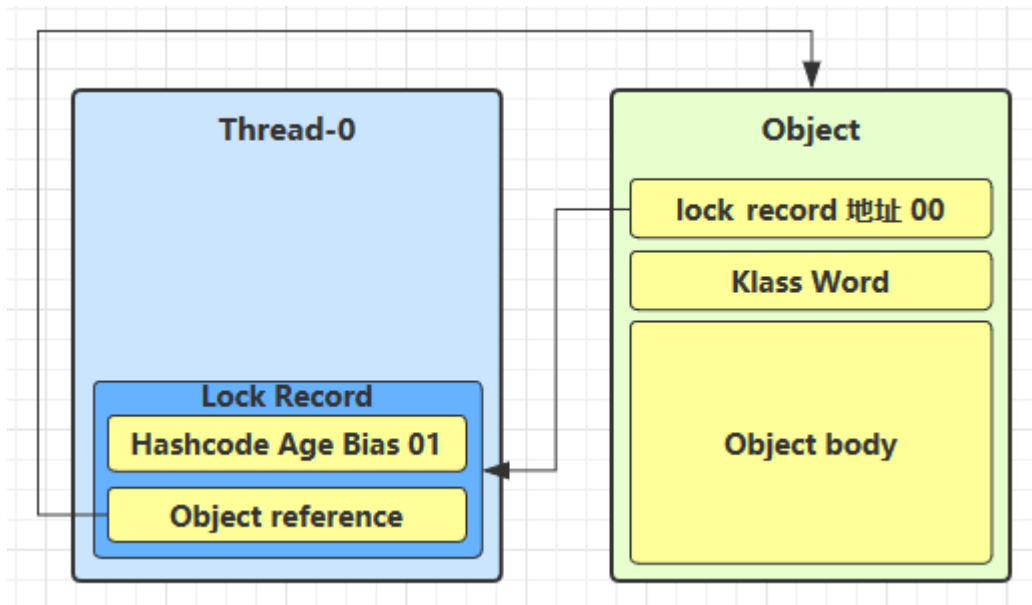 Thread-0
Lock Record
Hashcode Age Bias 01
Object reference
Object
lock record 地址 00
Klass Word
Object body